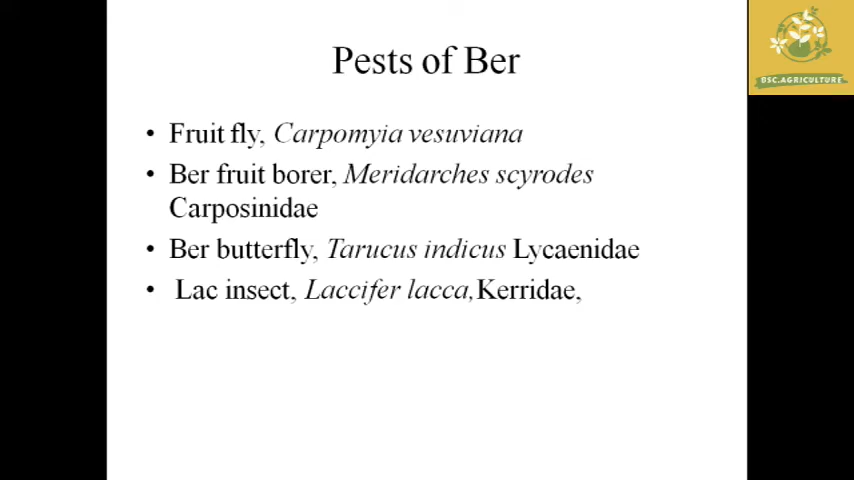 Pests of Ber
• Fruit fly, Carpomyia vesuviana
• Ber fruit borer, Meridarches scyrodes
Carposinidae
• Ber butterfly, Tarucus indicus Lycaenidae
• Lac insect, Laccifer lacca,Kerridae,
BSC.AGRICULTURE